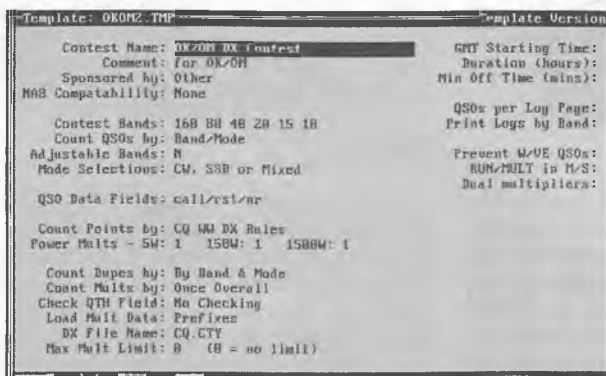 Template: OKOM2.TMP Template Version
Contest Name: OK/OM DX Contest GMT Starting Time:
Comment: for OK/OM Duration (hours):
Sponsored by: Other Min Off Time (mins):
MAB Compatability: None
QSOs per Log Page:
Contest Bands: 160 80 40 20 15 10 Print Logs by Band:
Count QSOs by: Band/Mode
Adjustable Bands: N Prevent W/VE QSOs:
Mode Selections: CW, SSB or Mixed RUN/MULT in M/S:
Dual multipliers:
QSO Data Fields: call/rst/nr
Count Points by: CQ WW DX Rules
Power Mults - 5W: 1 150W: 1 1500W: 1
Count Dupes by: By Band & Mode
Count Mults by: Once Overall
Check QTH Field: No Checking
Load Mult Data: Prefixes
DX File Name: CQ.CTY
Max Mult Limit: 0 (0 = no limit)